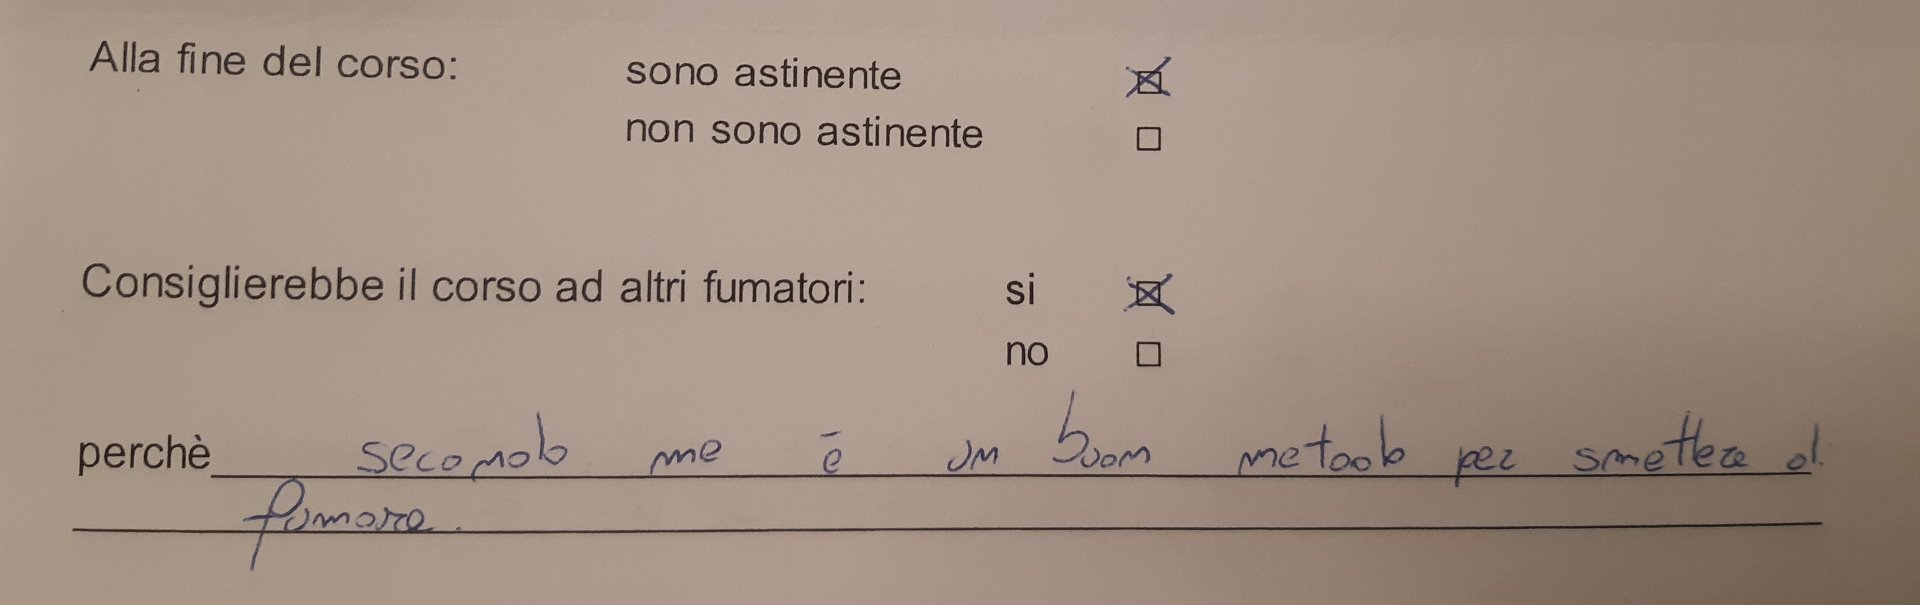 Alla fine del corso: sono astinente ☒
non sono astinente ☐
Consiglierebbe il corso ad altri fumatori: si ☒
no ☐
perchè secondo me è un buon metodo per smettere di
fumare.